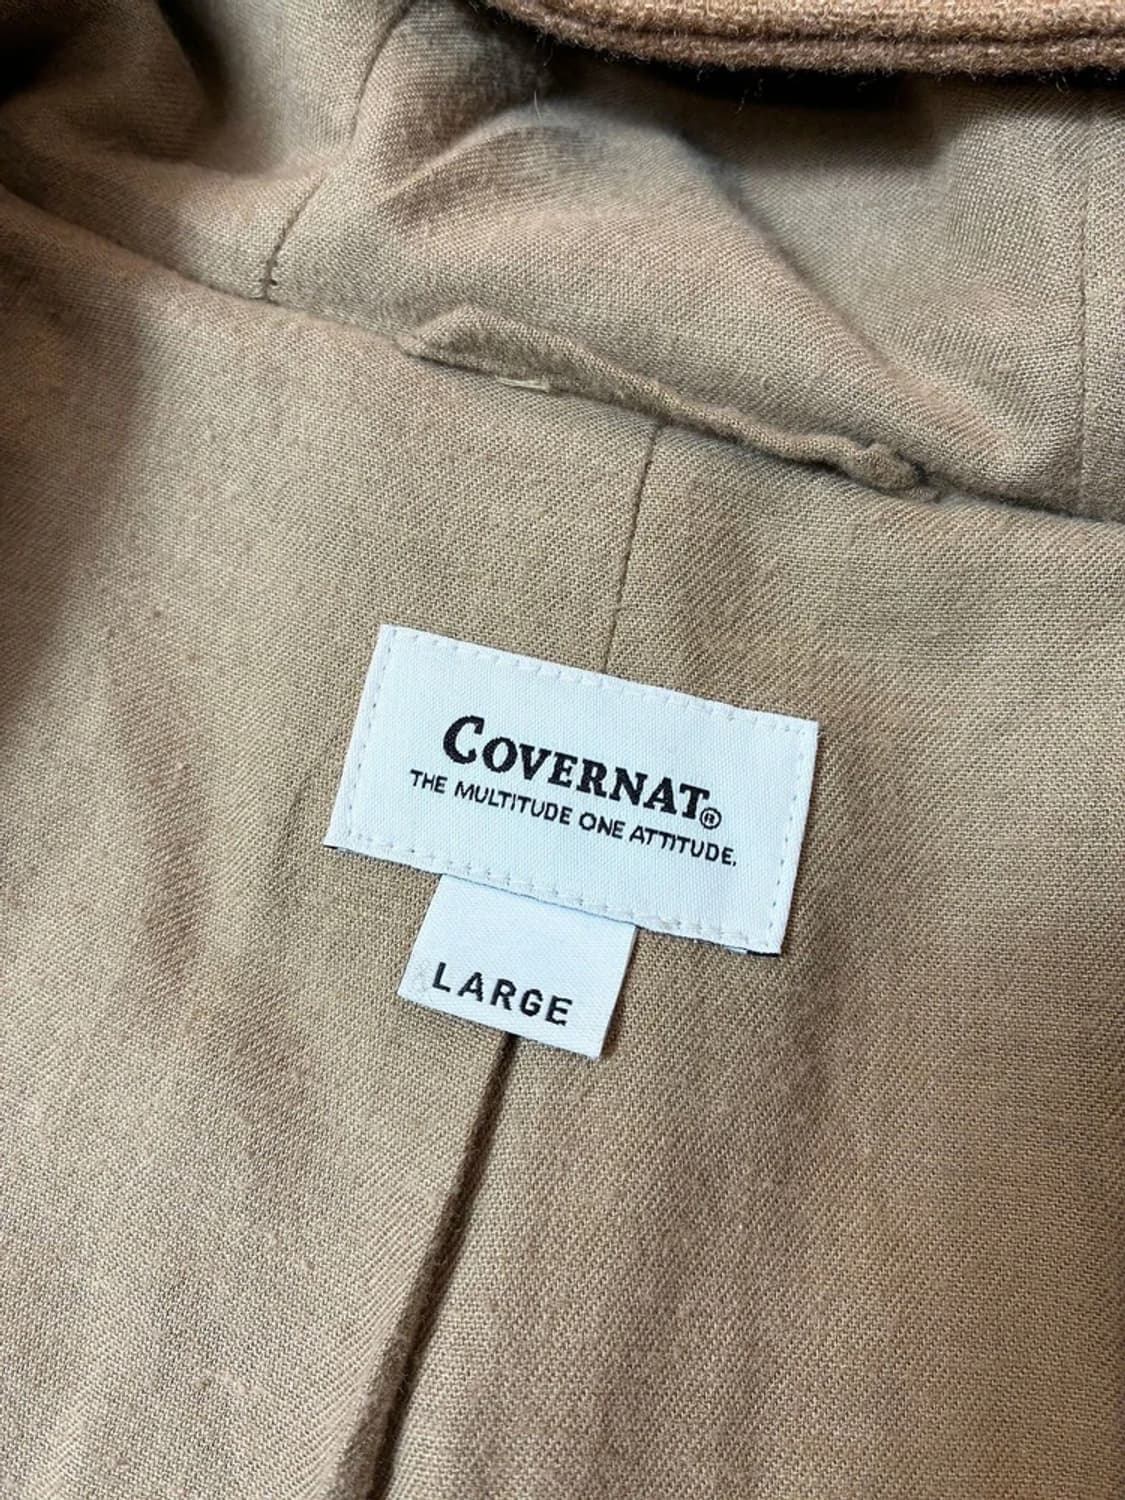 COVERNAT®
THE MULTITUDE ONE ATTITUDE.
LARGE